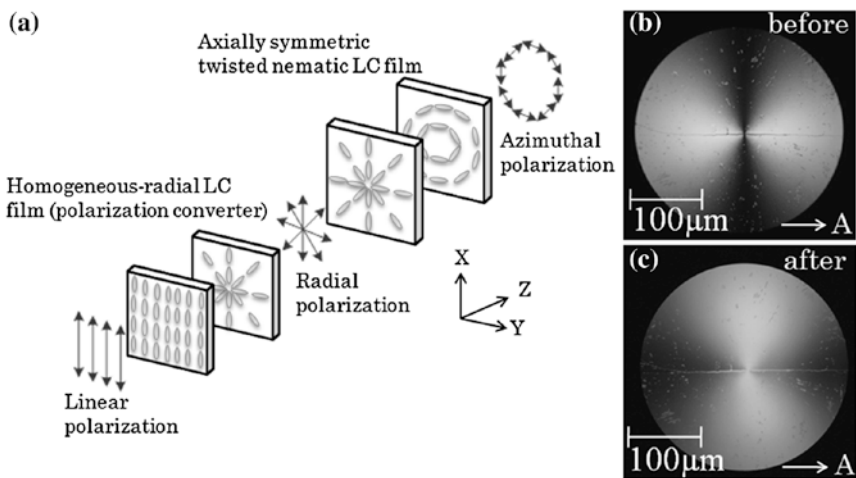 (a)
Axially symmetric
twisted nematic LC film
Azimuthal
polarization
Homogeneous-radial LC
film (polarization converter)
Radial
polarization
X
Z
Y
Linear
polarization
(b)
before
100μm
A
(c)
after
100μm
A